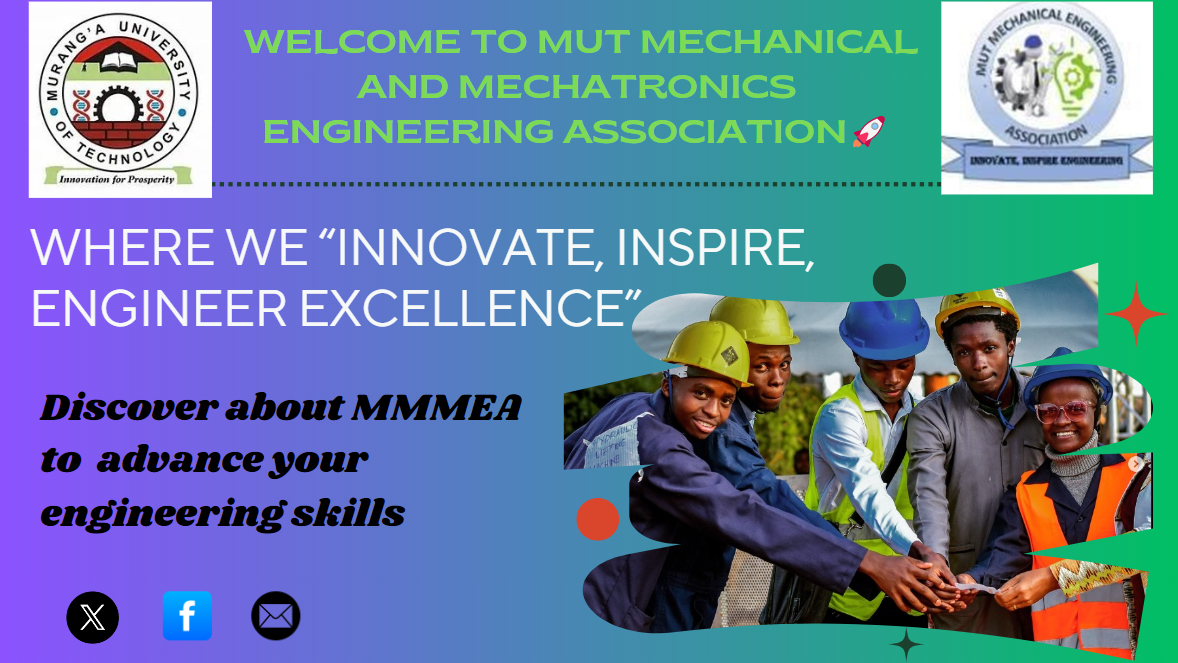 MURANG'A UNIVERSITY
OF TECHNOLOGY
Innovation for Prosperity
WELCOME TO MUT MECHANICAL
AND MECHATRONICS
ENGINEERING ASSOCIATION🚀
MUT MECHANICAL ENGINEERING
ASSOCIATION
INNOVATE, INSPIRE ENGINEERING
WHERE WE “INNOVATE, INSPIRE,
ENGINEER EXCELLENCE”
Discover about MMMEA
to advance your
engineering skills